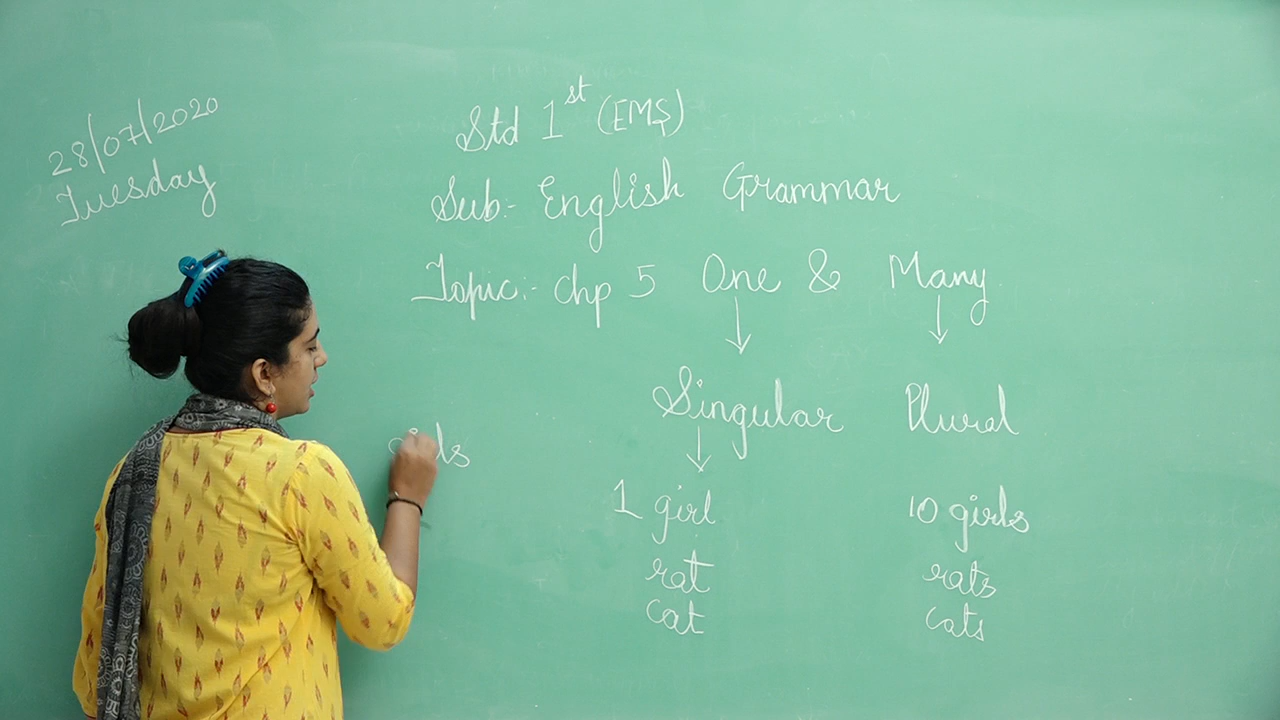 28/07/2020
Tuesday
Std 1st (EMS)
Sub:- English Grammar
Topic:- chp 5 One & Many
↓ ↓
Singular Plural
↓
1 girl 10 girls
rat rats
cat cats